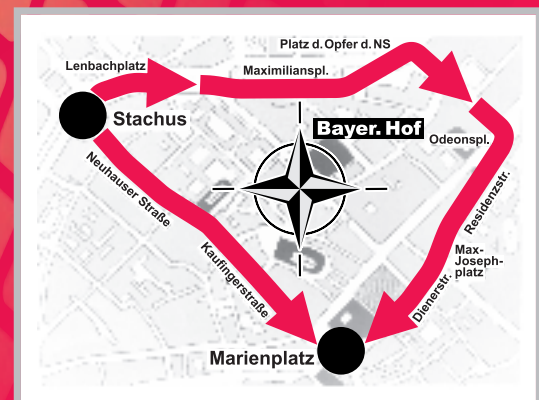 Platz d. Opfer d. NS
Lenbachplatz
Maximilianspl.
Stachus
Bayer. Hof
Odeonspl.
Neuhauser Straße
Residenzstr.
Kaufingerstraße
Max-
Joseph-
platz
Dienerstr.
Marienplatz